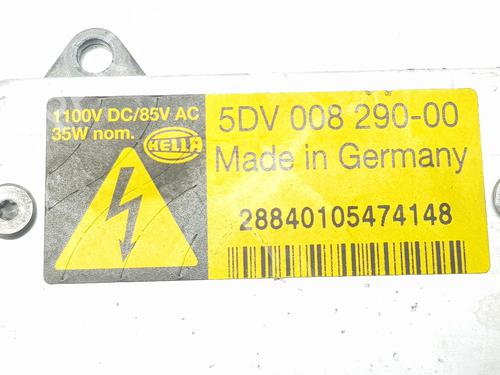 1100V DC/85V AC
35W nom.
HELLA
5DV 008 290-00
Made in Germany
28840105474148